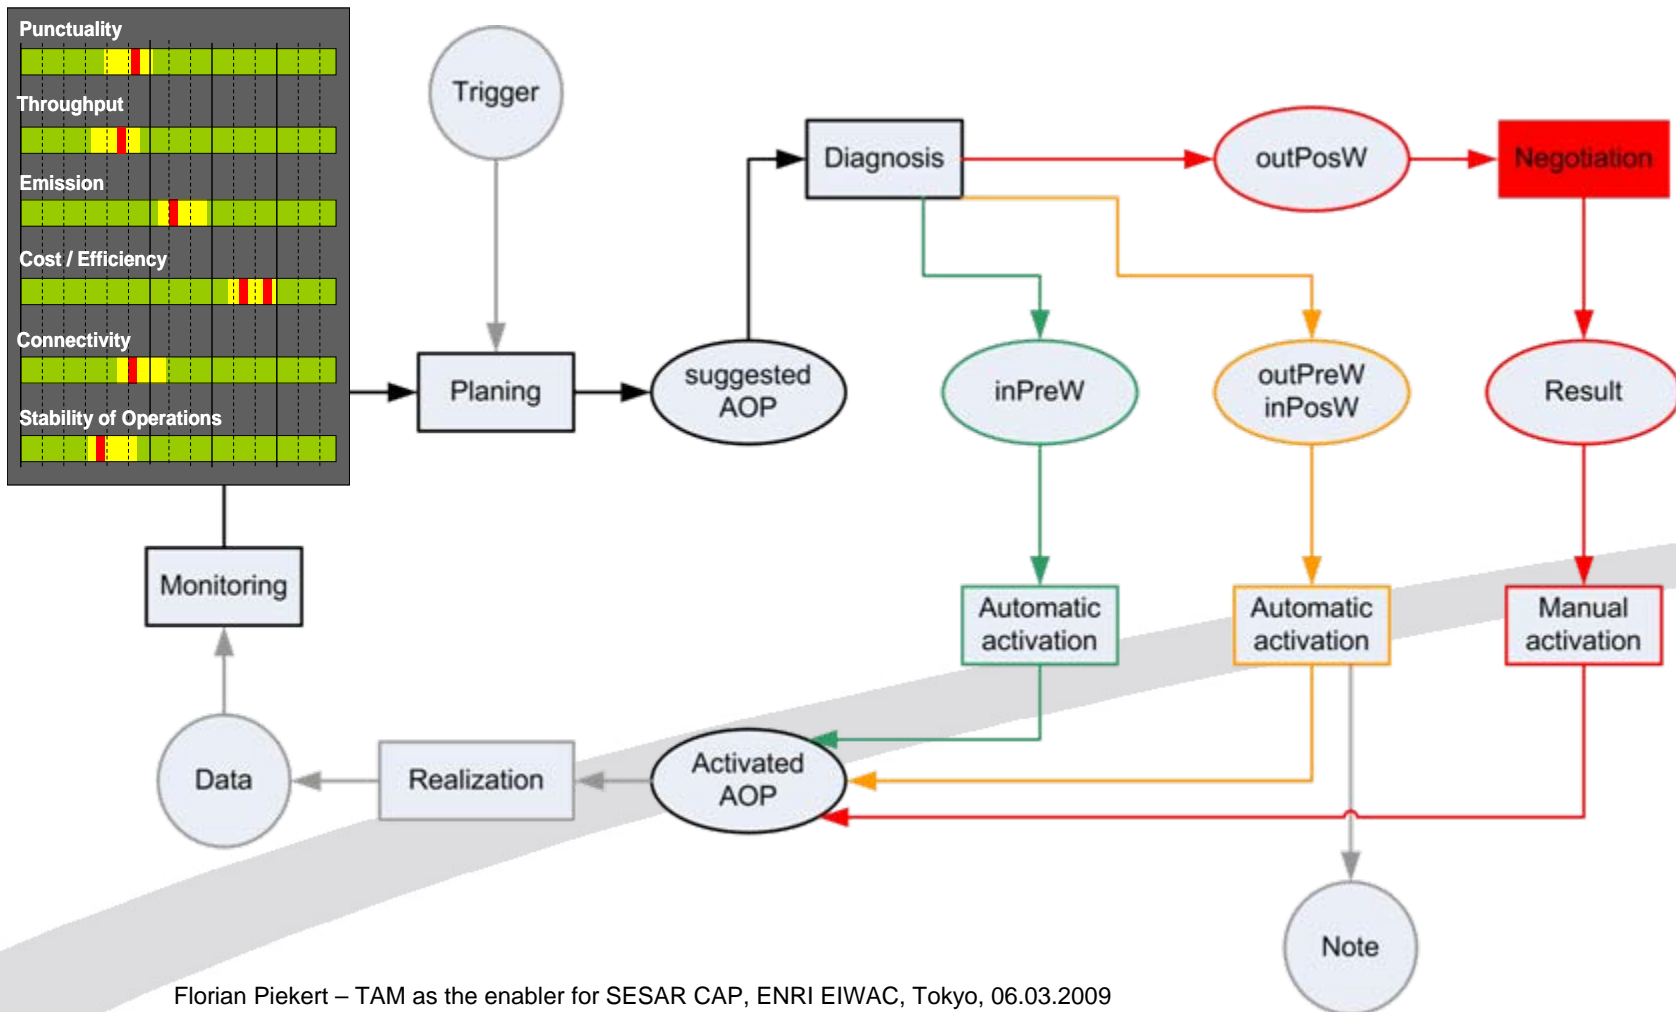 Punctuality
Throughput
Emission
Cost / Efficiency
Connectivity
Stability of Operations
Trigger
Planing
suggested
AOP
Diagnosis
outPosW
Negotiation
inPreW
outPreW
inPosW
Result
Monitoring
Automatic
activation
Automatic
activation
Manual
activation
Data
Realization
Activated
AOP
Note
Florian Piekert – TAM as the enabler for SESAR CAP, ENRI EIWAC, Tokyo, 06.03.2009